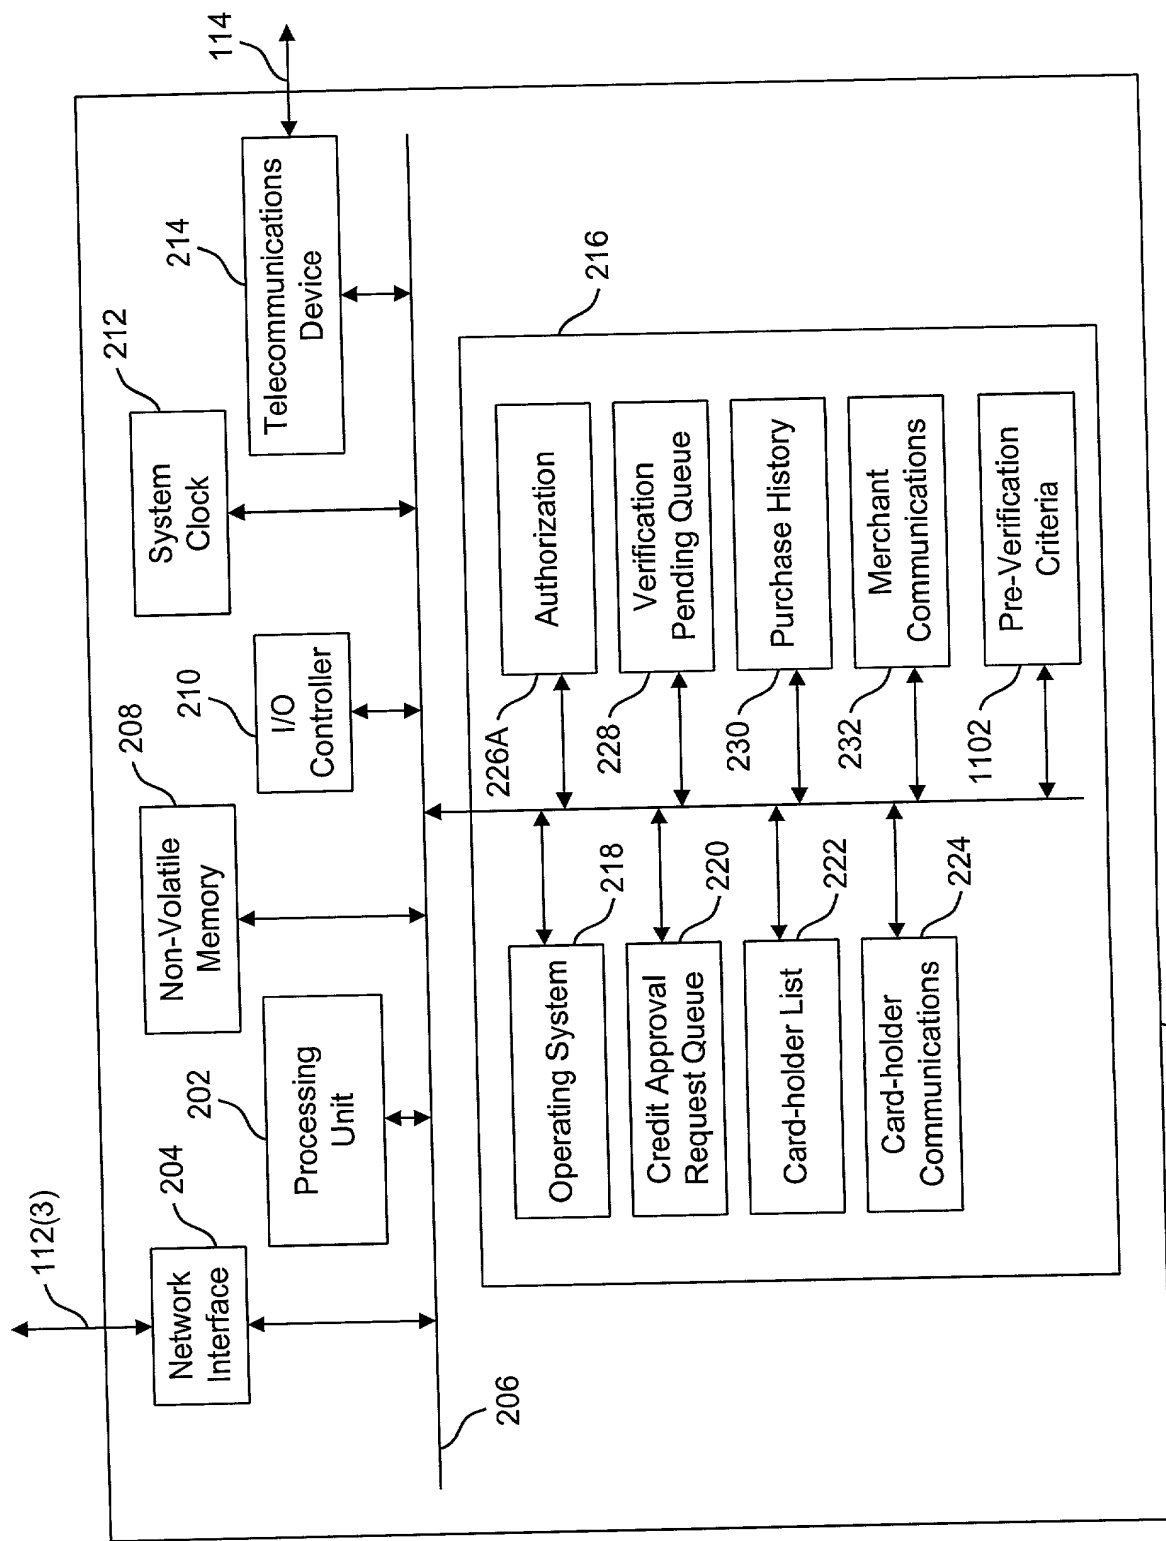 112(3)
204
Network
Interface
202
Processing
Unit
208
Non-Volatile
Memory
210
I/O
Controller
212
System
Clock
214
Telecommunications
Device
114
206
216
Operating System
218
Credit Approval
Request Queue
220
Card-holder List
222
Card-holder
Communications
224
226A
Authorization
228
Verification
Pending Queue
230
Purchase History
232
Merchant
Communications
1102
Pre-Verification
Criteria